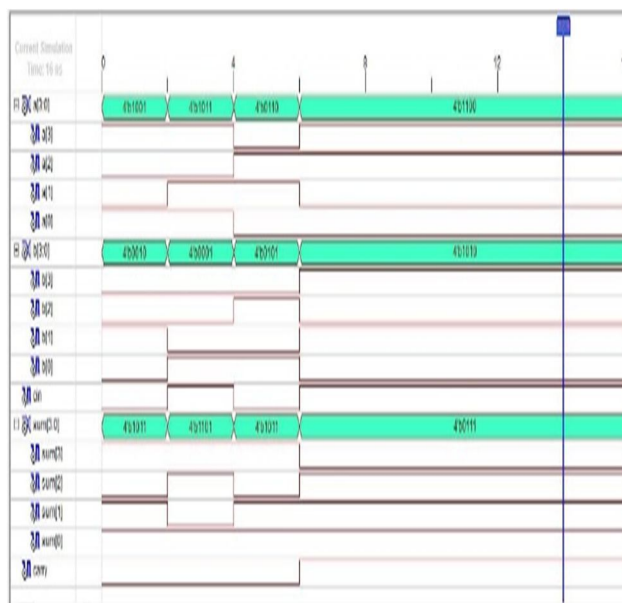 Current Simulation
Time: 16 ns
0 4 8 12
a[3:0] 4'b1001 4'b1011 4'b0110 4'b1100
a[3]
a[2]
a[1]
a[0]
b[3:0] 4'b0010 4'b0001 4'b0101 4'b1010
b[3]
b[2]
b[1]
b[0]
cin
sum[3:0] 4'b1011 4'b1101 4'b1011 4'b0111
sum[3]
sum[2]
sum[1]
sum[0]
carry